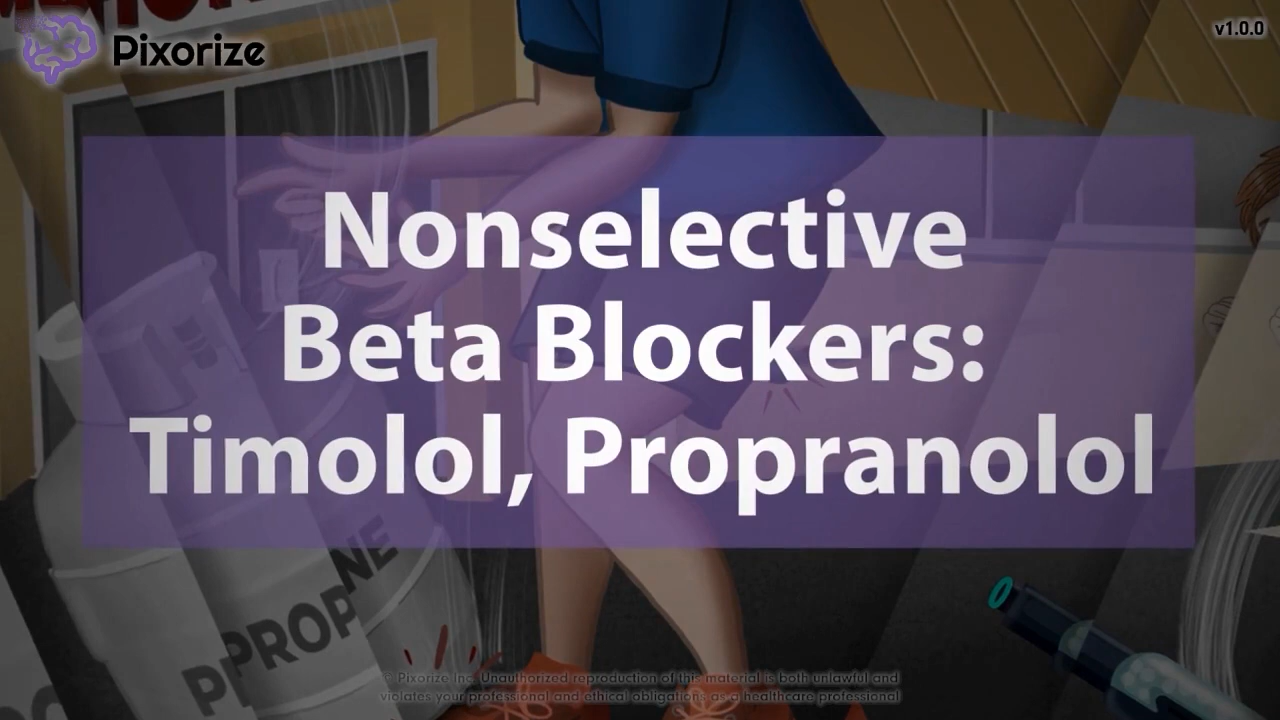 Pixorize
v1.0.0
Nonselective
Beta Blockers:
Timolol, Propranolol
PROPANE
© Pixorize Inc. Unauthorized reproduction of this material is both unlawful and
violates your professional and ethical obligations as a healthcare professional